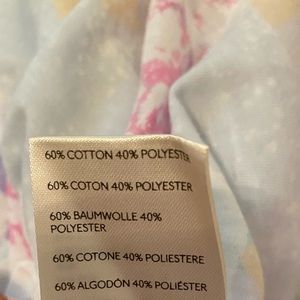 60% COTTON 40% POLYESTER
60% COTON 40% POLYESTER
60% BAUMWOLLE 40%
POLYESTER
60% COTONE 40% POLIESTERE
60% ALGODÓN 40% POLIÉSTER